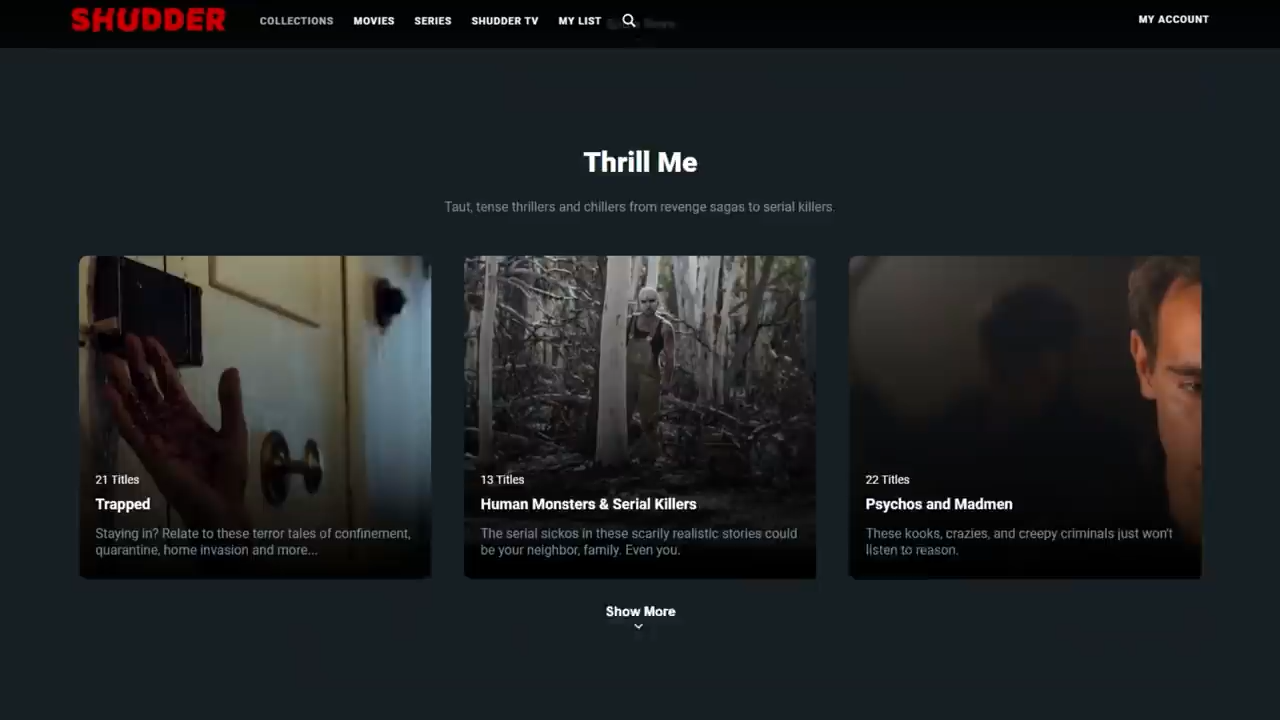 SHUDDER
COLLECTIONS MOVIES SERIES SHUDDER TV MY LIST
MY ACCOUNT
Thrill Me
Taut, tense thrillers and chillers from revenge sagas to serial killers.
21 Titles
Trapped
Staying in? Relate to these terror tales of confinement,
quarantine, home invasion and more...
13 Titles
Human Monsters & Serial Killers
The serial sickos in these scarily realistic stories could
be your neighbor, family. Even you.
22 Titles
Psychos and Madmen
These kooks, crazies, and creepy criminals just won't
listen to reason.
Show More